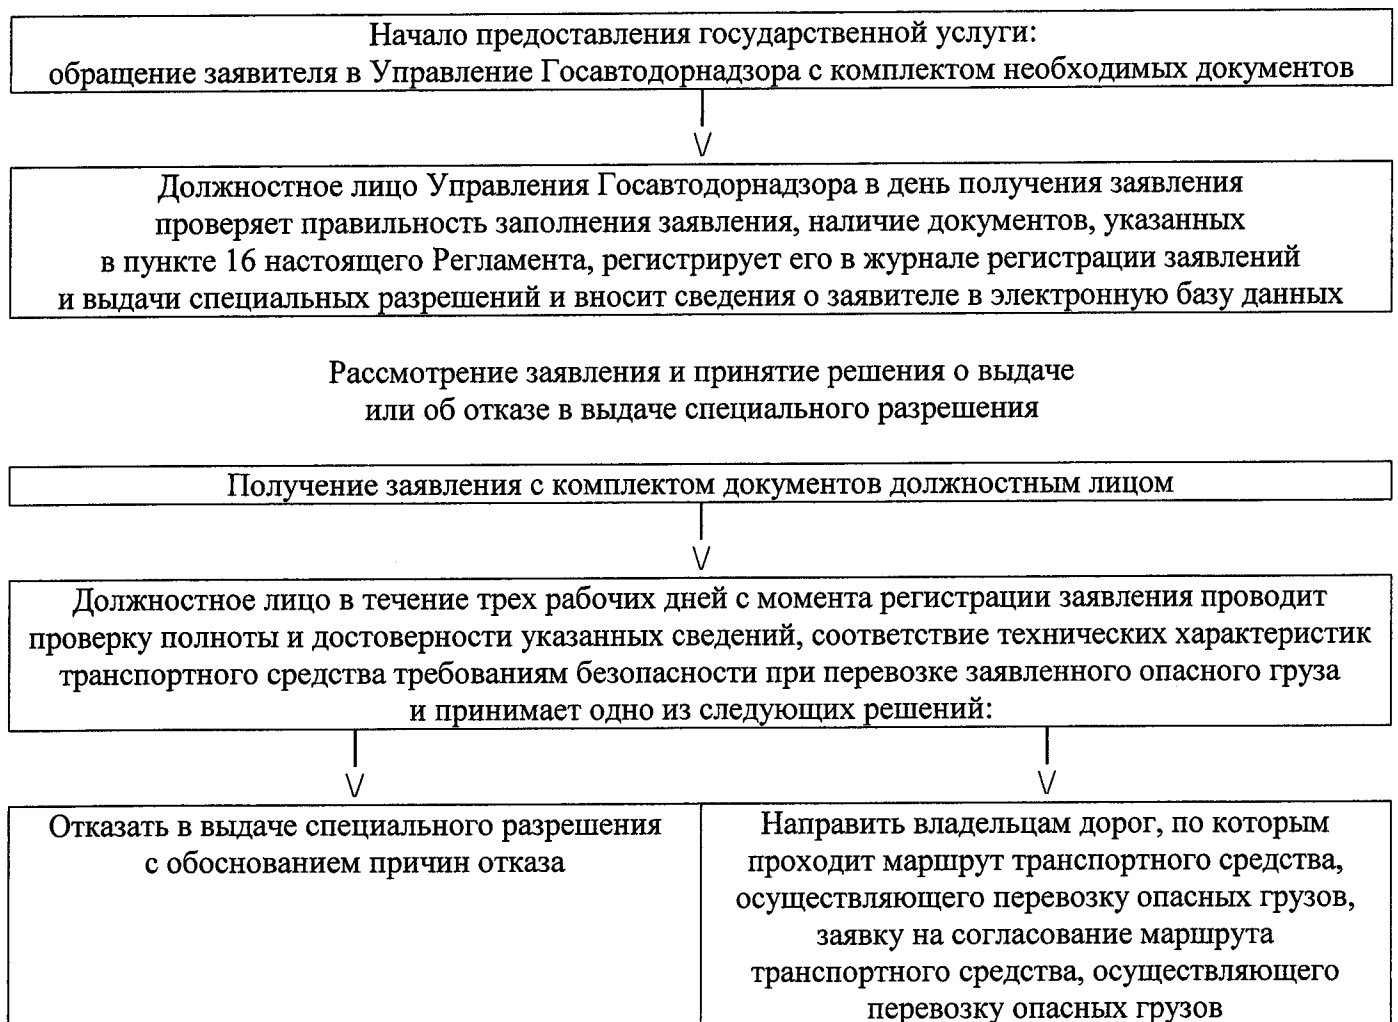 Начало предоставления государственной услуги:
обращение заявителя в Управление Госавтодорнадзора с комплектом необходимых документов
Должностное лицо Управления Госавтодорнадзора в день получения заявления
проверяет правильность заполнения заявления, наличие документов, указанных
в пункте 16 настоящего Регламента, регистрирует его в журнале регистрации заявлений
и выдачи специальных разрешений и вносит сведения о заявителе в электронную базу данных
Рассмотрение заявления и принятие решения о выдаче
или об отказе в выдаче специального разрешения
Получение заявления с комплектом документов должностным лицом
Должностное лицо в течение трех рабочих дней с момента регистрации заявления проводит
проверку полноты и достоверности указанных сведений, соответствие технических характеристик
транспортного средства требованиям безопасности при перевозке заявленного опасного груза
и принимает одно из следующих решений:
Отказать в выдаче специального разрешения
с обоснованием причин отказа
Направить владельцам дорог, по которым
проходит маршрут транспортного средства,
осуществляющего перевозку опасных грузов,
заявку на согласование маршрута
транспортного средства, осуществляющего
перевозку опасных грузов